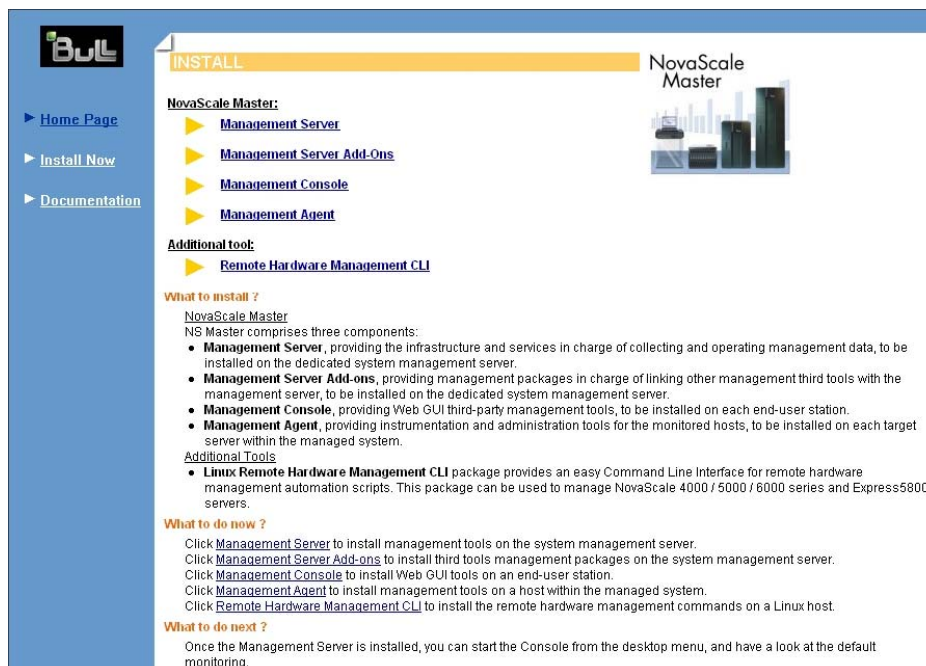 Bull
INSTALL
NovaScale
Master
Home Page
Install Now
Documentation
NovaScale Master:
Management Server
Management Server Add-Ons
Management Console
Management Agent
Additional tool:
Remote Hardware Management CLI
What to install ?
NovaScale Master
NS Master comprises three components:
• Management Server, providing the infrastructure and services in charge of collecting and operating management data, to be
installed on the dedicated system management server.
• Management Server Add-ons, providing management packages in charge of linking other management third tools with the
management server, to be installed on the dedicated system management server.
• Management Console, providing Web GUI third-party management tools, to be installed on each end-user station.
• Management Agent, providing instrumentation and administration tools for the monitored hosts, to be installed on each target
server within the managed system.
Additional Tools
• Linux Remote Hardware Management CLI package provides an easy Command Line Interface for remote hardware
management automation scripts. This package can be used to manage NovaScale 4000 / 5000 / 6000 series and Express5800
servers.
What to do now ?
Click Management Server to install management tools on the system management server.
Click Management Server Add-ons to install third tools management packages on the system management server.
Click Management Console to install Web GUI tools on an end-user station.
Click Management Agent to install management tools on a host within the managed system.
Click Remote Hardware Management CLI to install the remote hardware management commands on a Linux host.
What to do next ?
Once the Management Server is installed, you can start the Console from the desktop menu, and have a look at the default
monitoring.